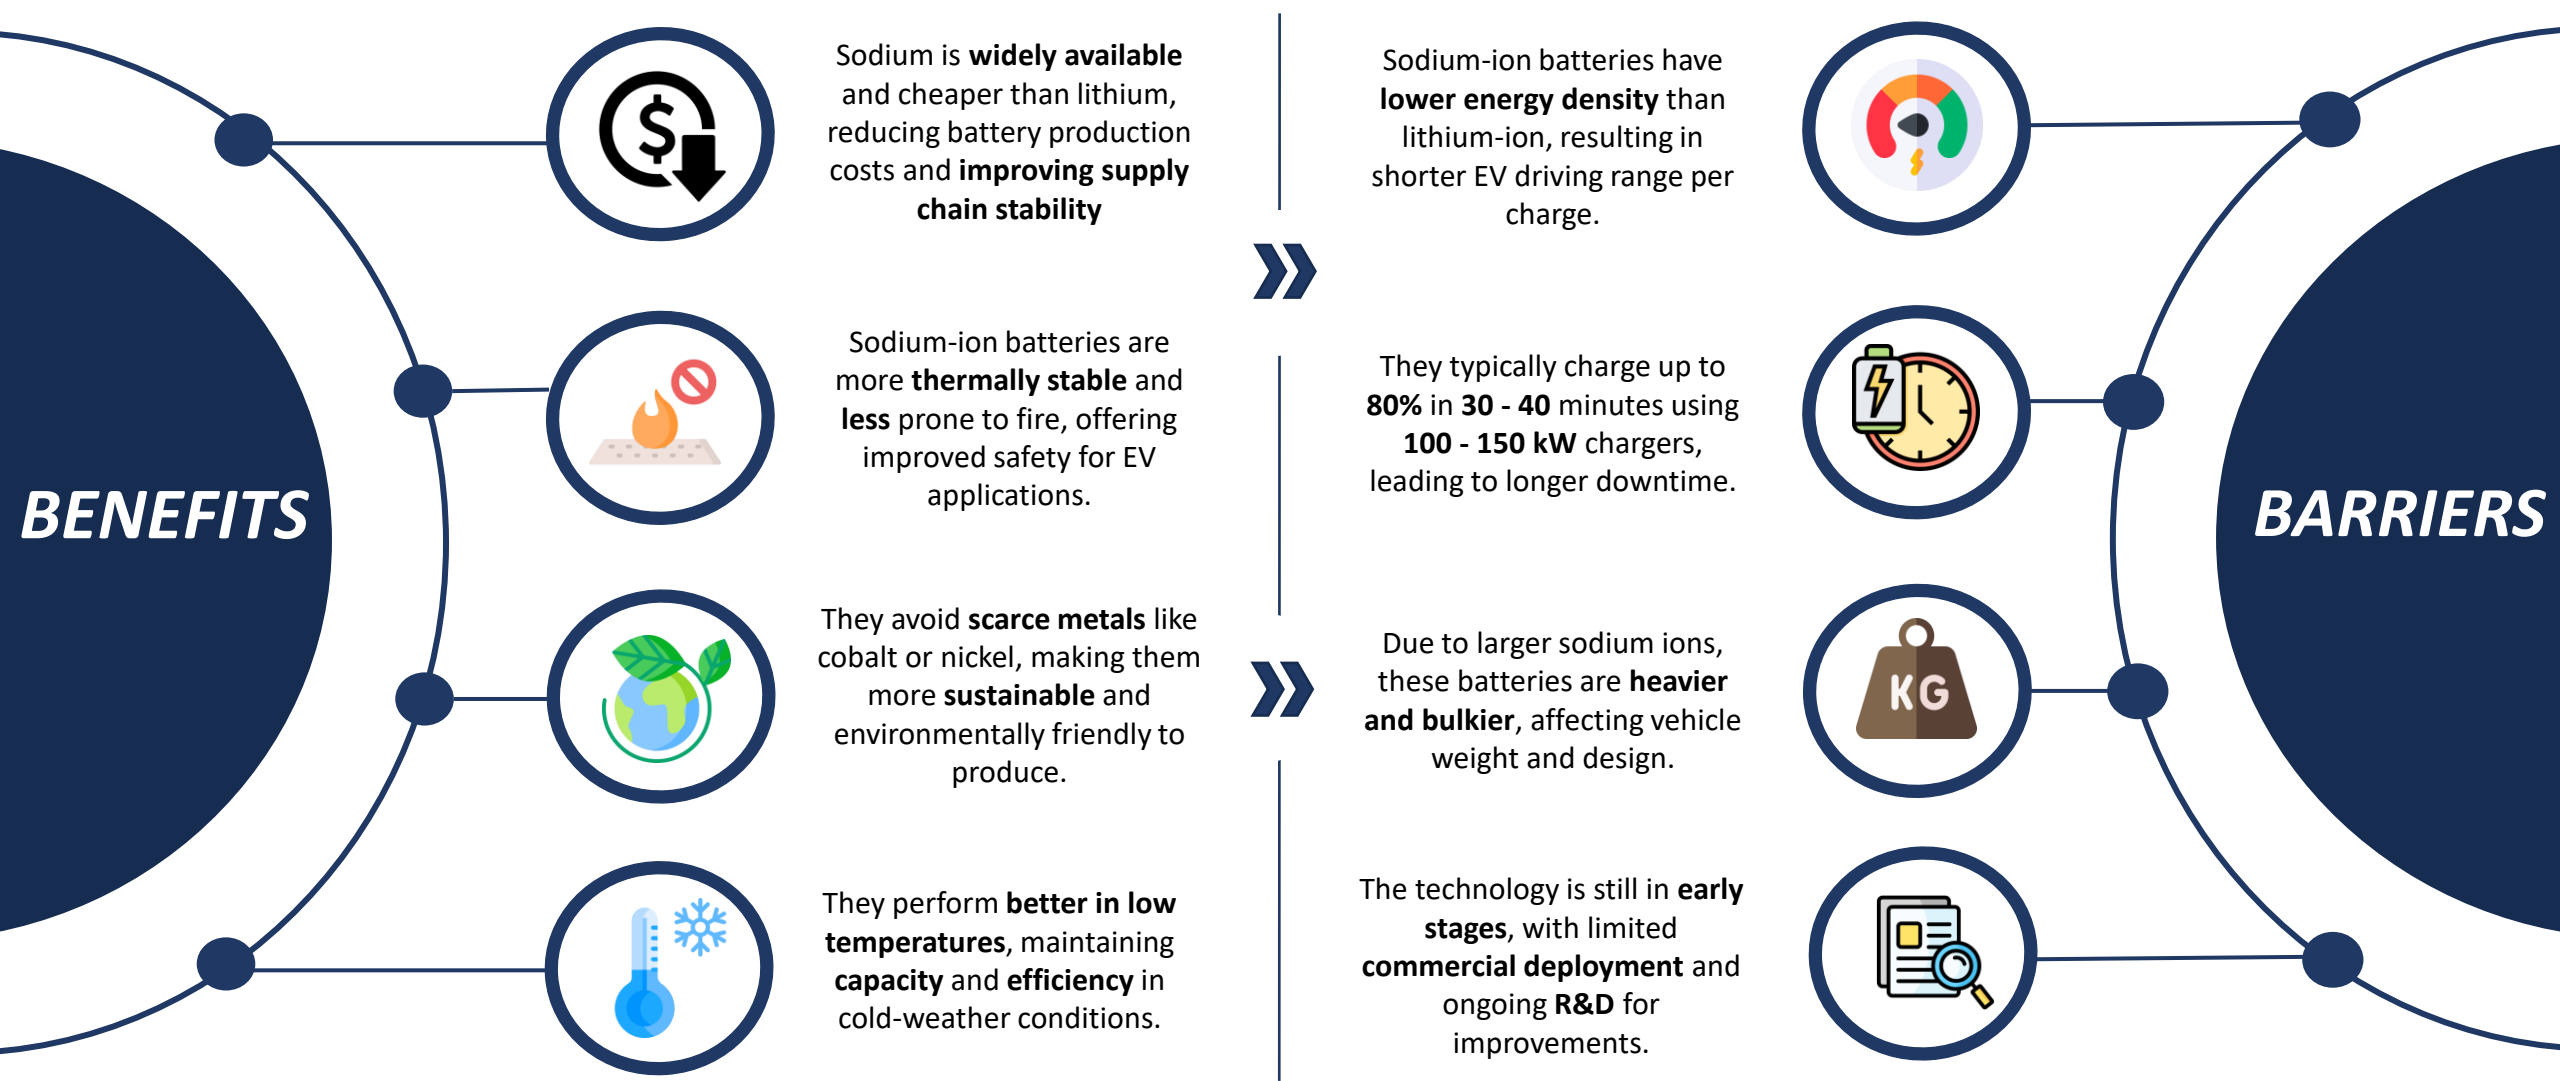 BENEFITS
Sodium is widely available
and cheaper than lithium,
reducing battery production
costs and improving supply
chain stability
Sodium-ion batteries are
more thermally stable and
less prone to fire, offering
improved safety for EV
applications.
They avoid scarce metals like
cobalt or nickel, making them
more sustainable and
environmentally friendly to
produce.
They perform better in low
temperatures, maintaining
capacity and efficiency in
cold-weather conditions.
Sodium-ion batteries have
lower energy density than
lithium-ion, resulting in
shorter EV driving range per
charge.
They typically charge up to
80% in 30 - 40 minutes using
100 - 150 kW chargers,
leading to longer downtime.
Due to larger sodium ions,
these batteries are heavier
and bulkier, affecting vehicle
weight and design.
The technology is still in early
stages, with limited
commercial deployment and
ongoing R&D for
improvements.
$
KG
BARRIERS